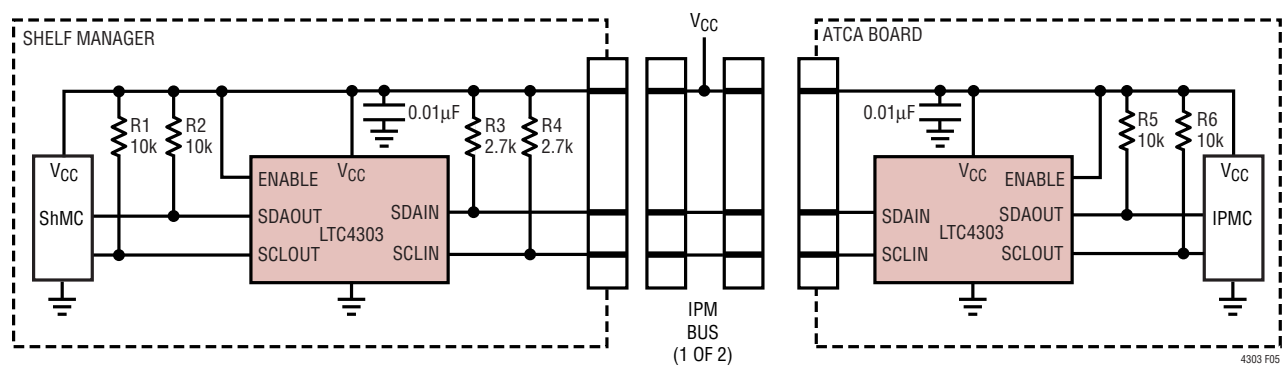 SHELF MANAGER
VCC
ATCA BOARD
R1
10k
R2
10k
0.01µF
R3
2.7k
R4
2.7k
0.01µF
R5
10k
R6
10k
VCC
ShMC
VCC
ENABLE
SDAOUT
SDAIN
LTC4303
SCLOUT
SCLIN
VCC
ENABLE
SDAIN
SDAOUT
LTC4303
SCLIN
SCLOUT
VCC
IPMC
IPM
BUS
(1 OF 2)
4303 F05